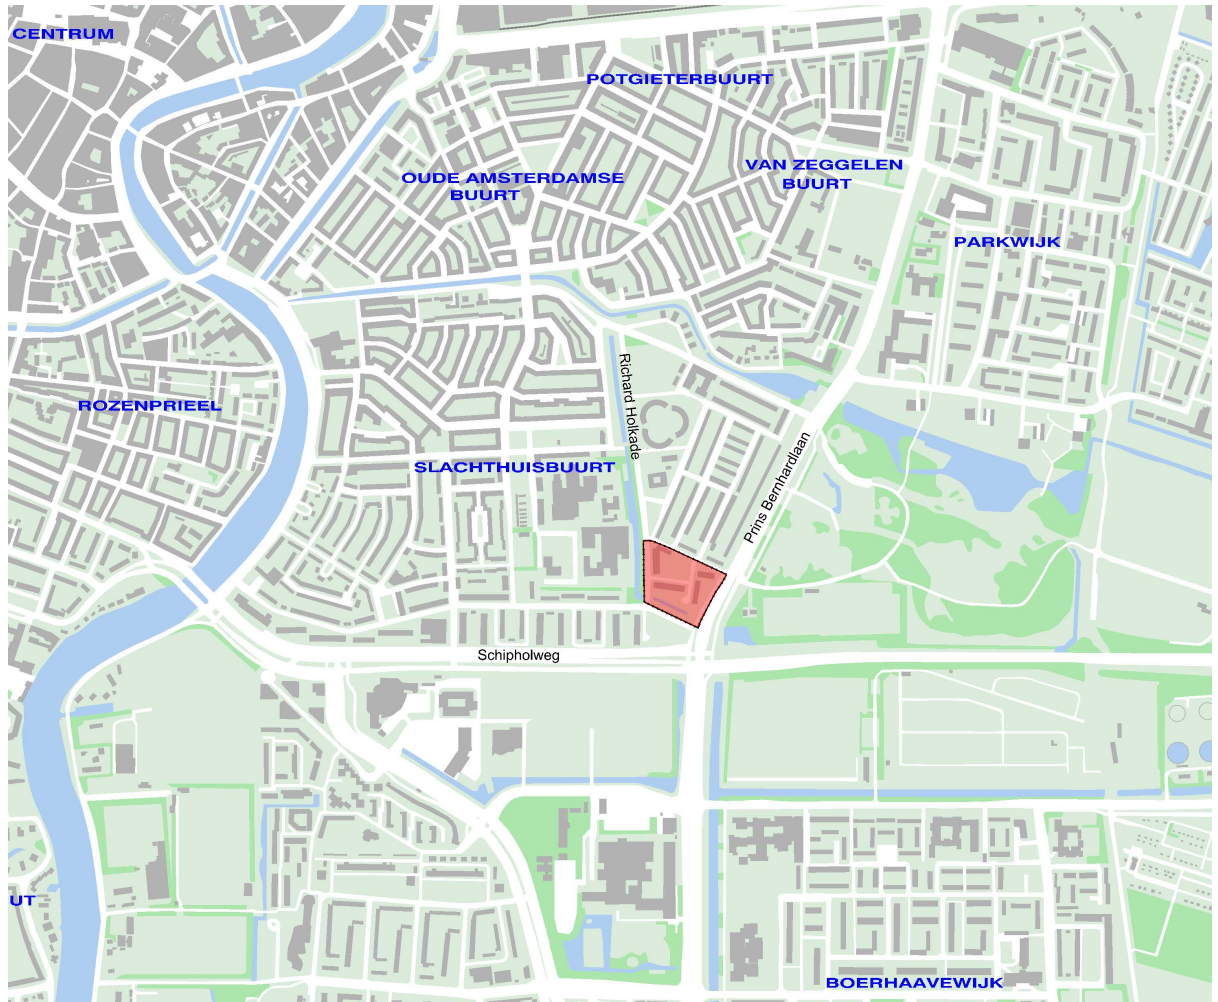 CENTRUM
POTGIETERBUURT
VAN ZEGGELEN
BUURT
OUDE AMSTERDAMSE
BUURT
PARKWIJK
Richard Holkade
ROZENPRIEEL
Prins Bernhardlaan
SLACHTHUISBUURT
Schipholweg
UT
BOERHAAVEWIJK